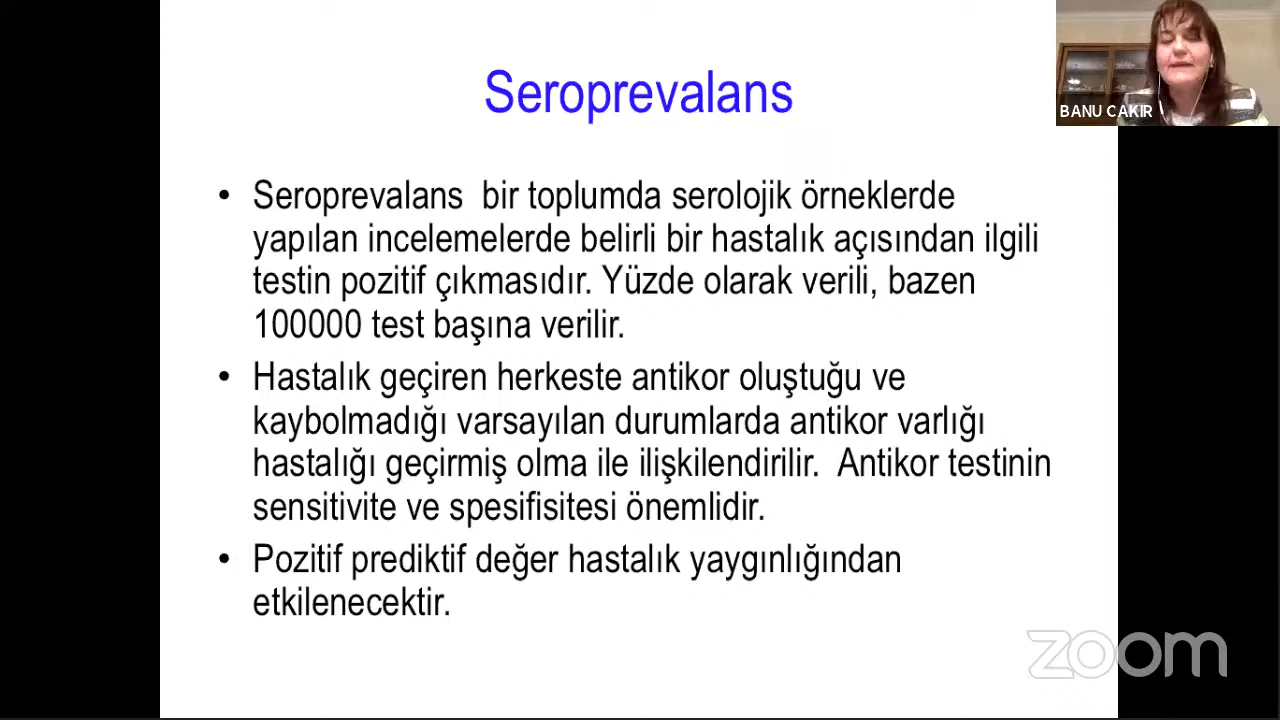 Seroprevalans
BANU CAKIR
• Seroprevalans bir toplumda serolojik örneklerde
yapılan incelemelerde belirli bir hastalık açısından ilgili
testin pozitif çıkmasıdır. Yüzde olarak verili, bazen
100000 test başına verilir.
• Hastalık geçiren herkeste antikor oluştuğu ve
kaybolmadığı varsayılan durumlarda antikor varlığı
hastalığı geçirmiş olma ile ilişkilendirilir. Antikor testinin
sensitivite ve spesifisitesi önemlidir.
• Pozitif prediktif değer hastalık yaygınlığından
etkilenecektir.
zoom